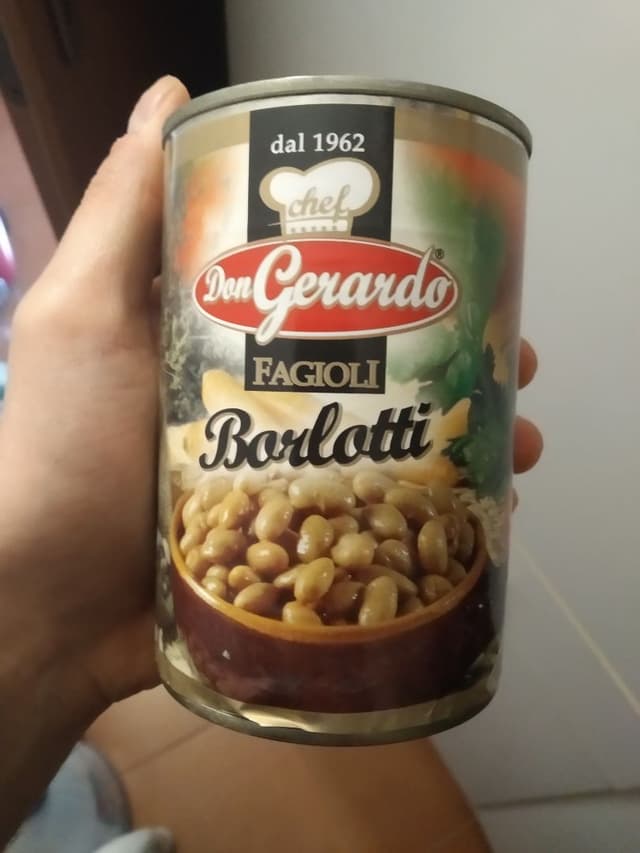 dal 1962
chef
Don Gerardo®
FAGIOLI
Borlotti